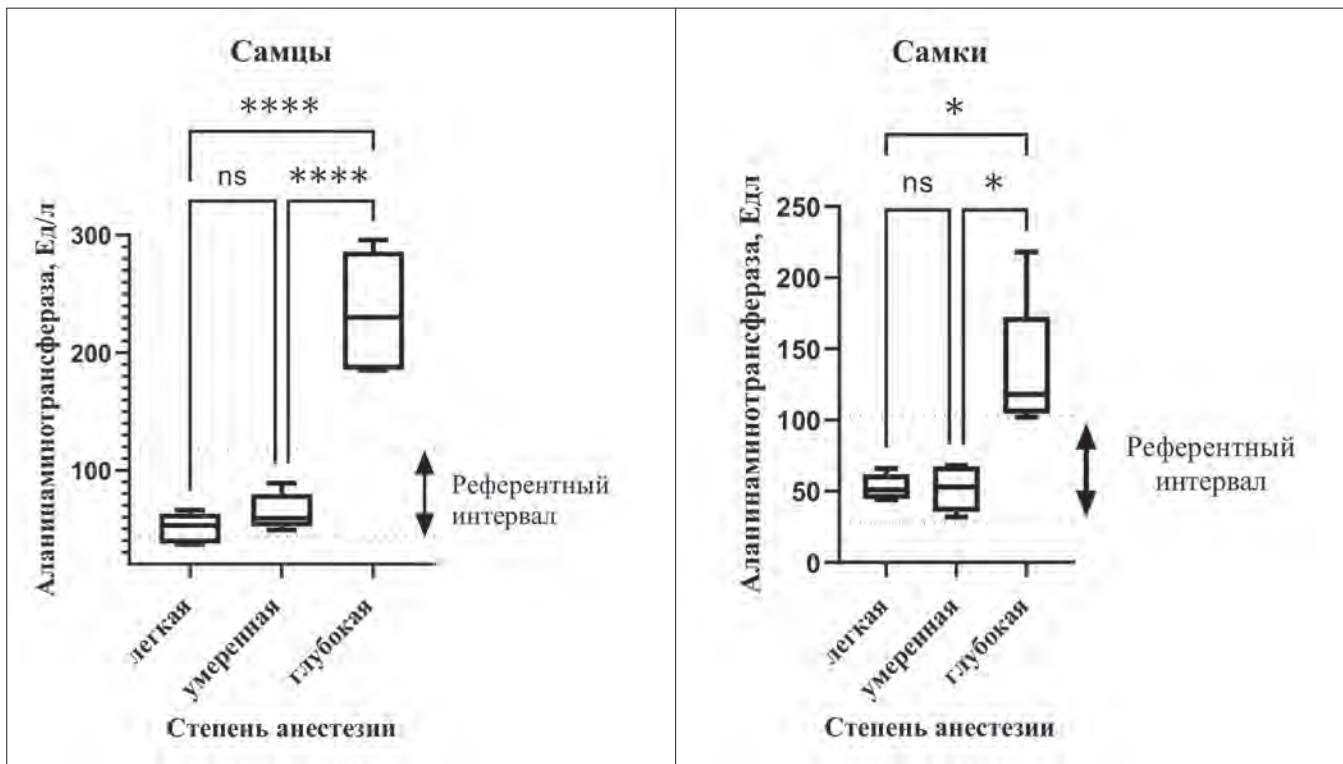 Самцы
****
ns
****
Аланинаминотрансфераза, Ед/л
300
200
100
Референтный
интервал
легкая
умеренная
глубокая
Степень анестезии
Самки
*
ns
*
Аланинаминотрансфераза, Едл
250
200
150
100
50
0
Референтный
интервал
легкая
умеренная
глубокая
Степень анестезии